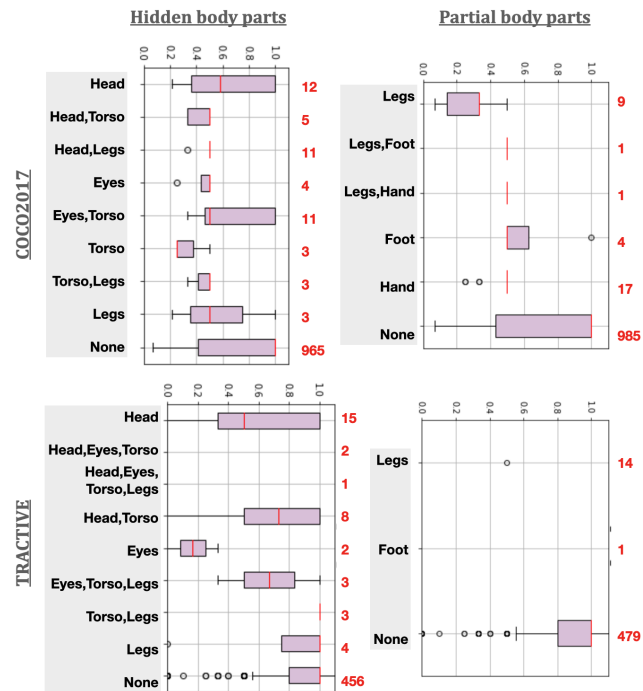 Hidden body parts
Partial body parts
COCO2017
0.0 0.2 0.4 0.6 0.8 1.0
Head 12
Head,Torso 5
Head,Legs 11
Eyes 4
Eyes,Torso 11
Torso 3
Torso,Legs 3
Legs 3
None 965
0.0 0.2 0.4 0.6 0.8 1.0
Legs 9
Legs,Foot 1
Legs,Hand 1
Foot 4
Hand 17
None 985
TRACTIVE
0.0 0.2 0.4 0.6 0.8 1.0
Head 15
Head,Eyes,Torso 2
Head,Eyes,
Torso,Legs 1
Head,Torso 8
Eyes 2
Eyes,Torso,Legs 3
Torso,Legs 3
Legs 4
None 456
0.0 0.2 0.4 0.6 0.8 1.0
Legs 14
Foot 1
None 479